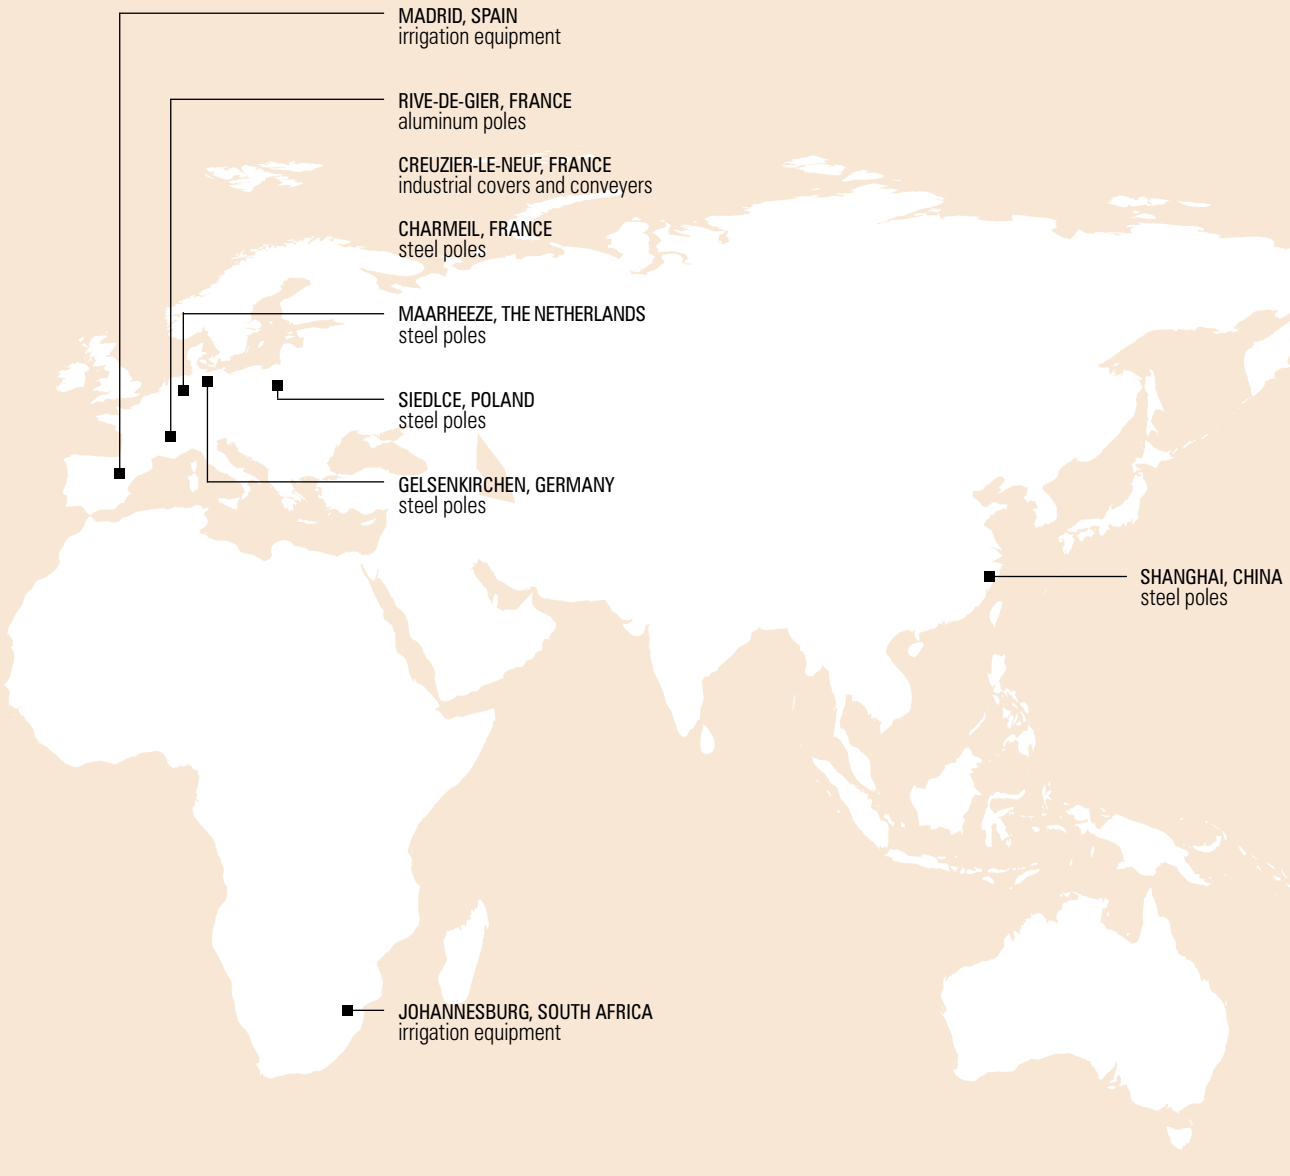 MADRID, SPAIN
irrigation equipment
RIVE-DE-GIER, FRANCE
aluminum poles
CREUZIER-LE-NEUF, FRANCE
industrial covers and conveyers
CHARMEIL, FRANCE
steel poles
MAARHEEZE, THE NETHERLANDS
steel poles
SIEDLCE, POLAND
steel poles
GELSENKIRCHEN, GERMANY
steel poles
SHANGHAI, CHINA
steel poles
JOHANNESBURG, SOUTH AFRICA
irrigation equipment